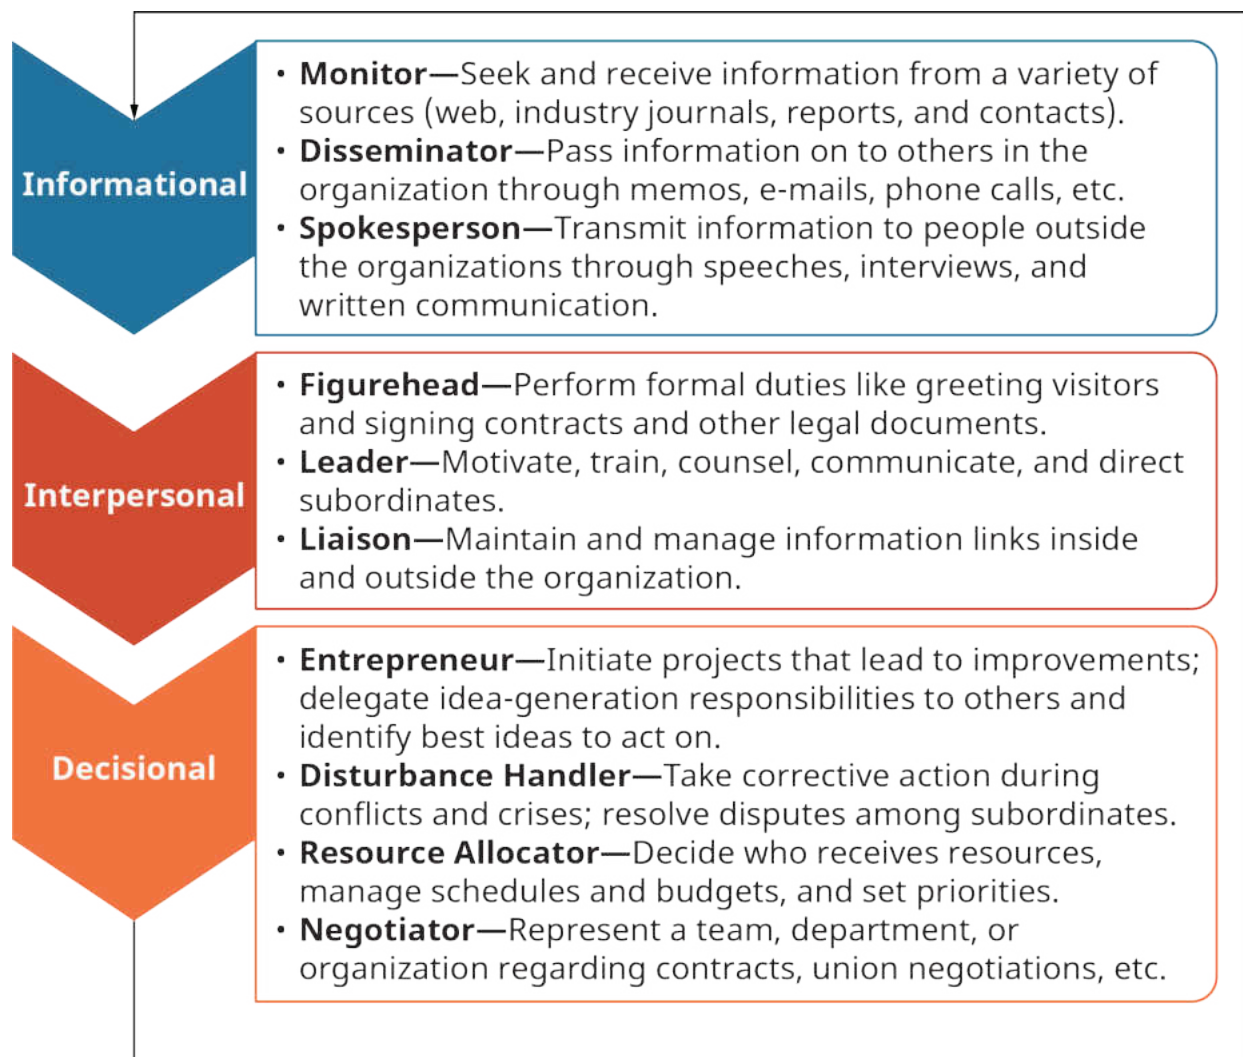 Informational
• Monitor—Seek and receive information from a variety of
sources (web, industry journals, reports, and contacts).
• Disseminator—Pass information on to others in the
organization through memos, e-mails, phone calls, etc.
• Spokesperson—Transmit information to people outside
the organizations through speeches, interviews, and
written communication.
Interpersonal
• Figurehead—Perform formal duties like greeting visitors
and signing contracts and other legal documents.
• Leader—Motivate, train, counsel, communicate, and direct
subordinates.
• Liaison—Maintain and manage information links inside
and outside the organization.
Decisional
• Entrepreneur—Initiate projects that lead to improvements;
delegate idea-generation responsibilities to others and
identify best ideas to act on.
• Disturbance Handler—Take corrective action during
conflicts and crises; resolve disputes among subordinates.
• Resource Allocator—Decide who receives resources,
manage schedules and budgets, and set priorities.
• Negotiator—Represent a team, department, or
organization regarding contracts, union negotiations, etc.